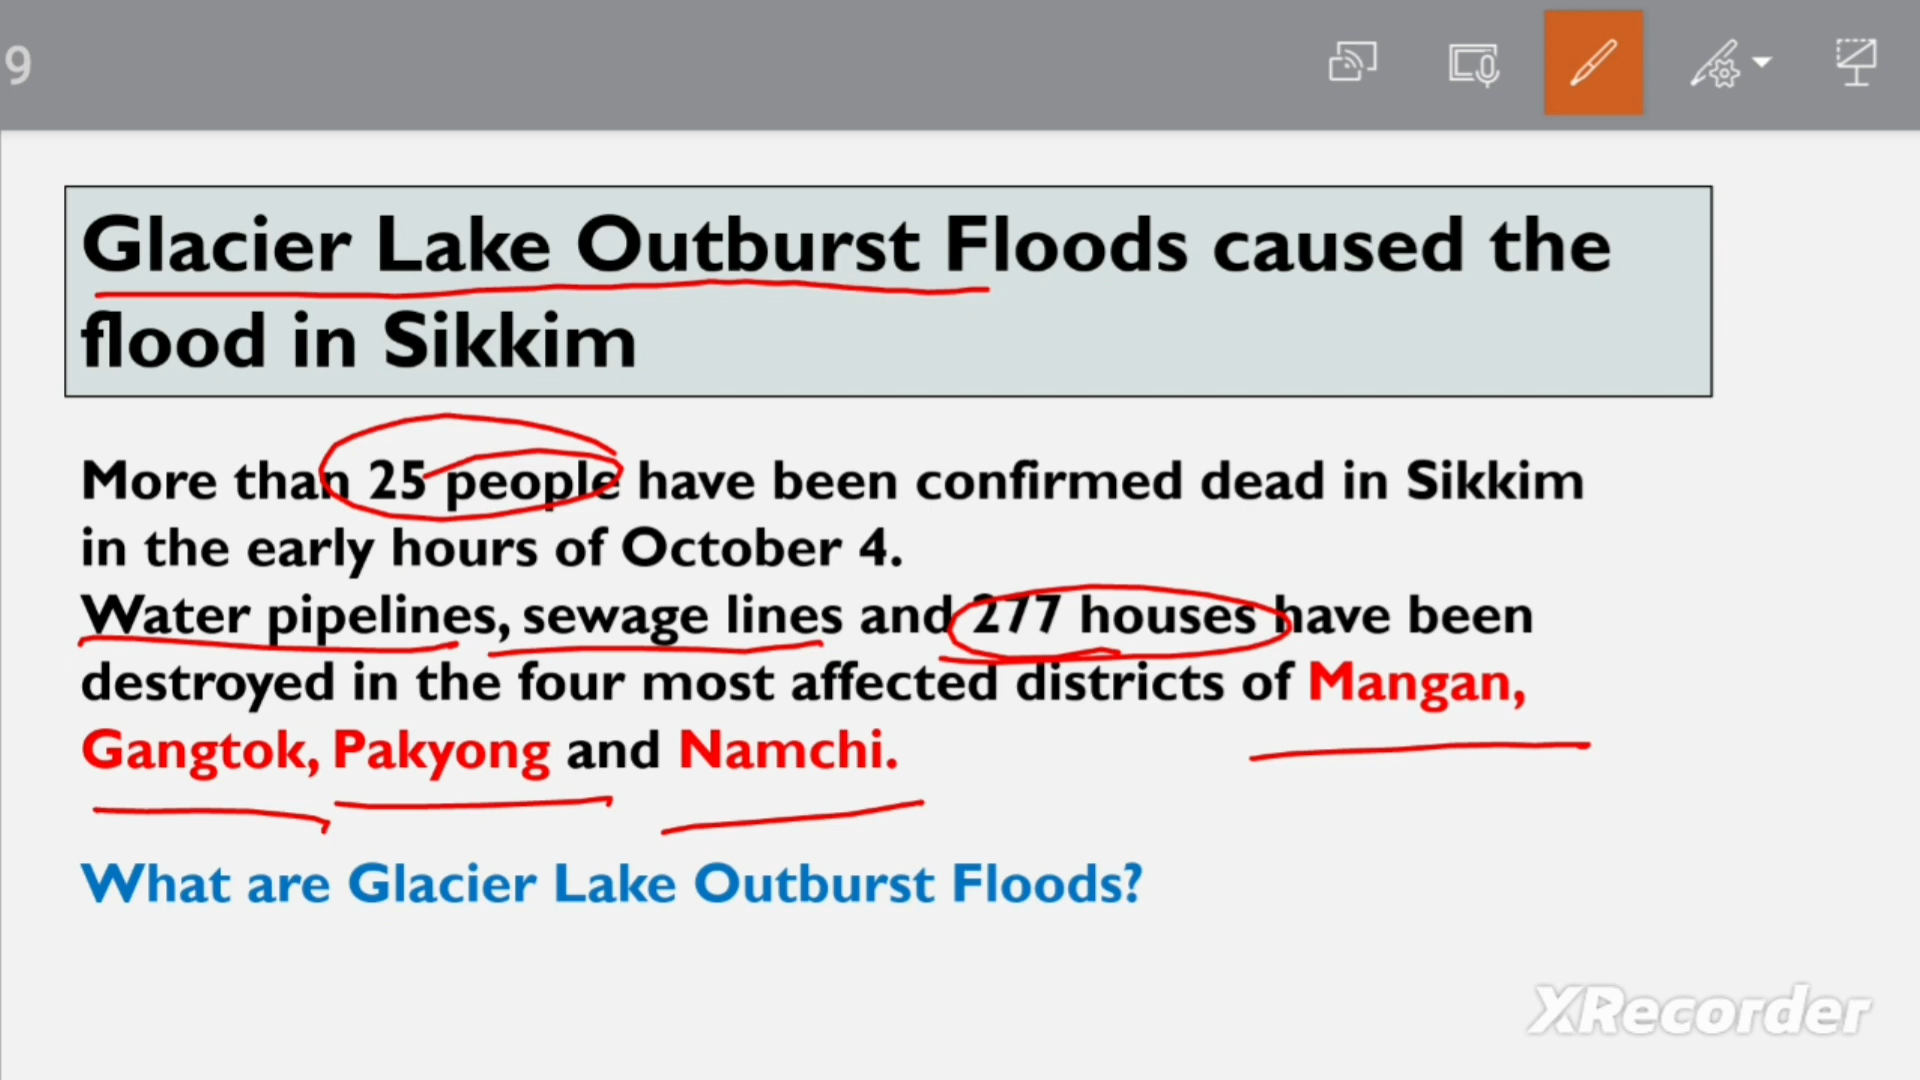 9
Glacier Lake Outburst Floods caused the
flood in Sikkim
More than 25 people have been confirmed dead in Sikkim
in the early hours of October 4.
Water pipelines, sewage lines and 277 houses have been
destroyed in the four most affected districts of Mangan,
Gangtok, Pakyong and Namchi.
What are Glacier Lake Outburst Floods?
XRecorder